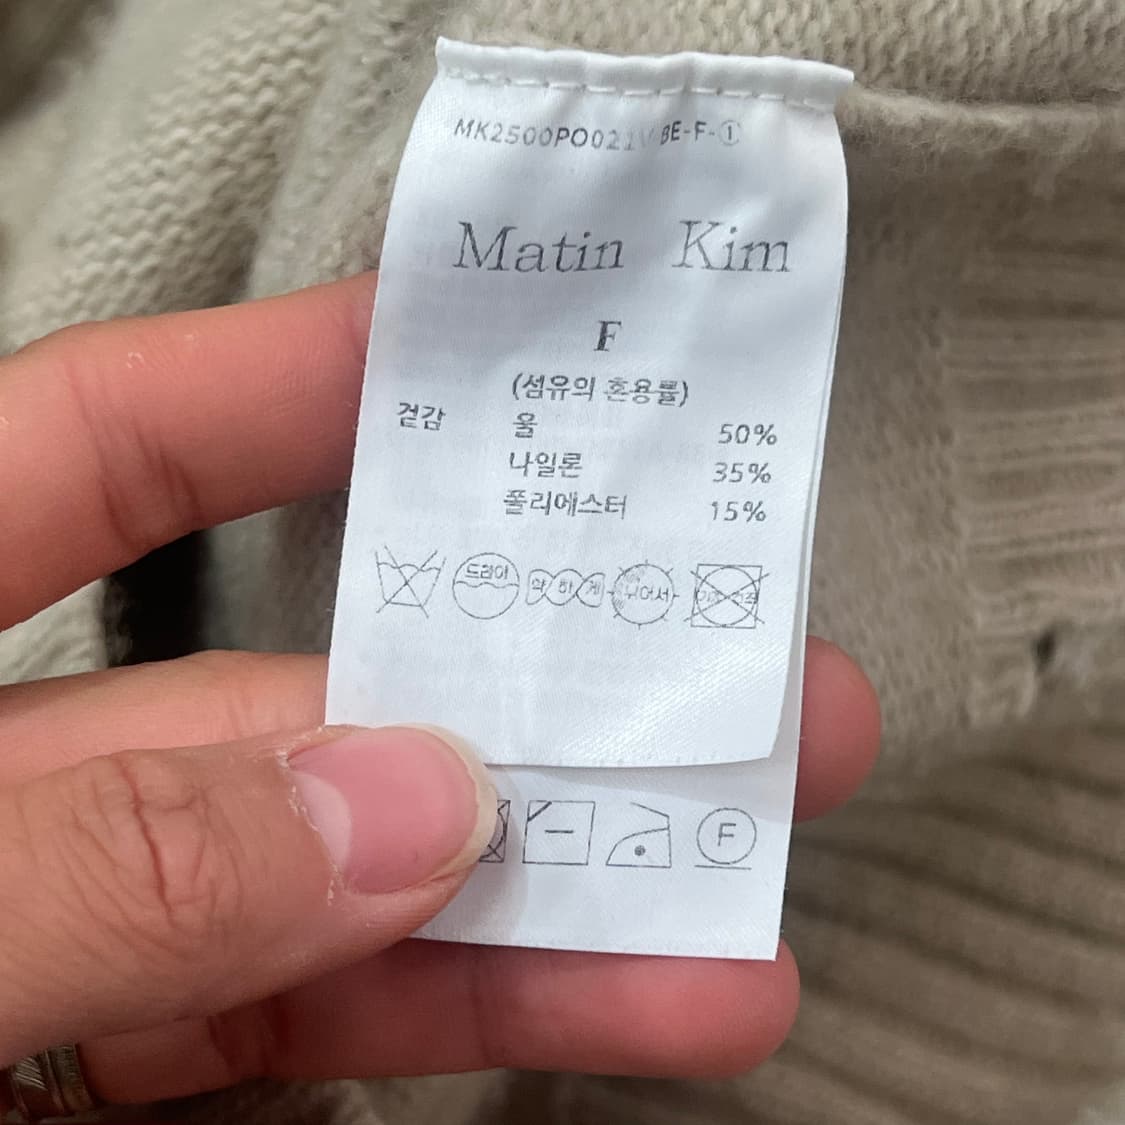 MK2500PO021V BE-F-①
Matin Kim
F
(섬유의 혼용률)
겉감 울 50%
나일론 35%
폴리에스터 15%
드라이 약하게 뉘어서
F